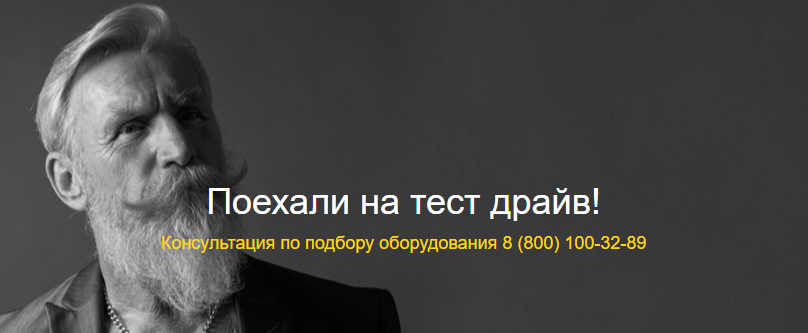 Поехали на тест драйв!
Консультация по подбору оборудования 8 (800) 100-32-89